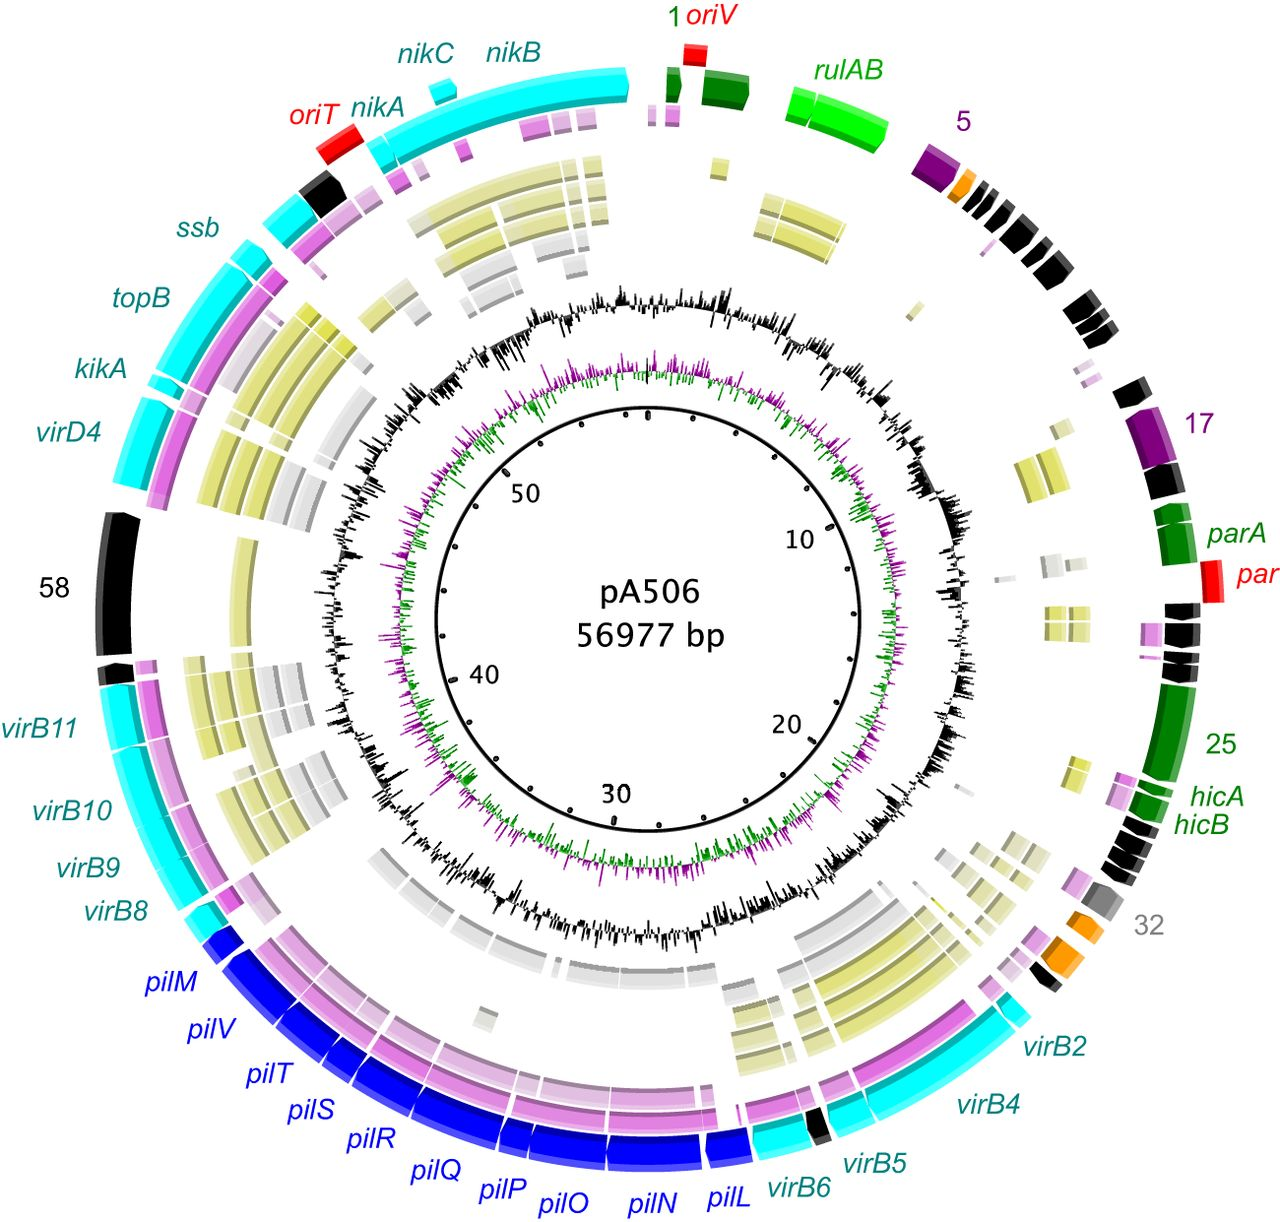 1 oriV
nikC nikB
rulAB
oriT nikA
5
ssb
topB
kikA
virD4
17
50
10
parA
par
58
pA506
56977 bp
40
20
30
virB11
25
hicA
hicB
virB10
virB9
virB8
32
pilM
pilV
pilT
pilS
pilR
pilQ
pilP
pilO
pilN
pilL
virB6
virB5
virB4
virB2